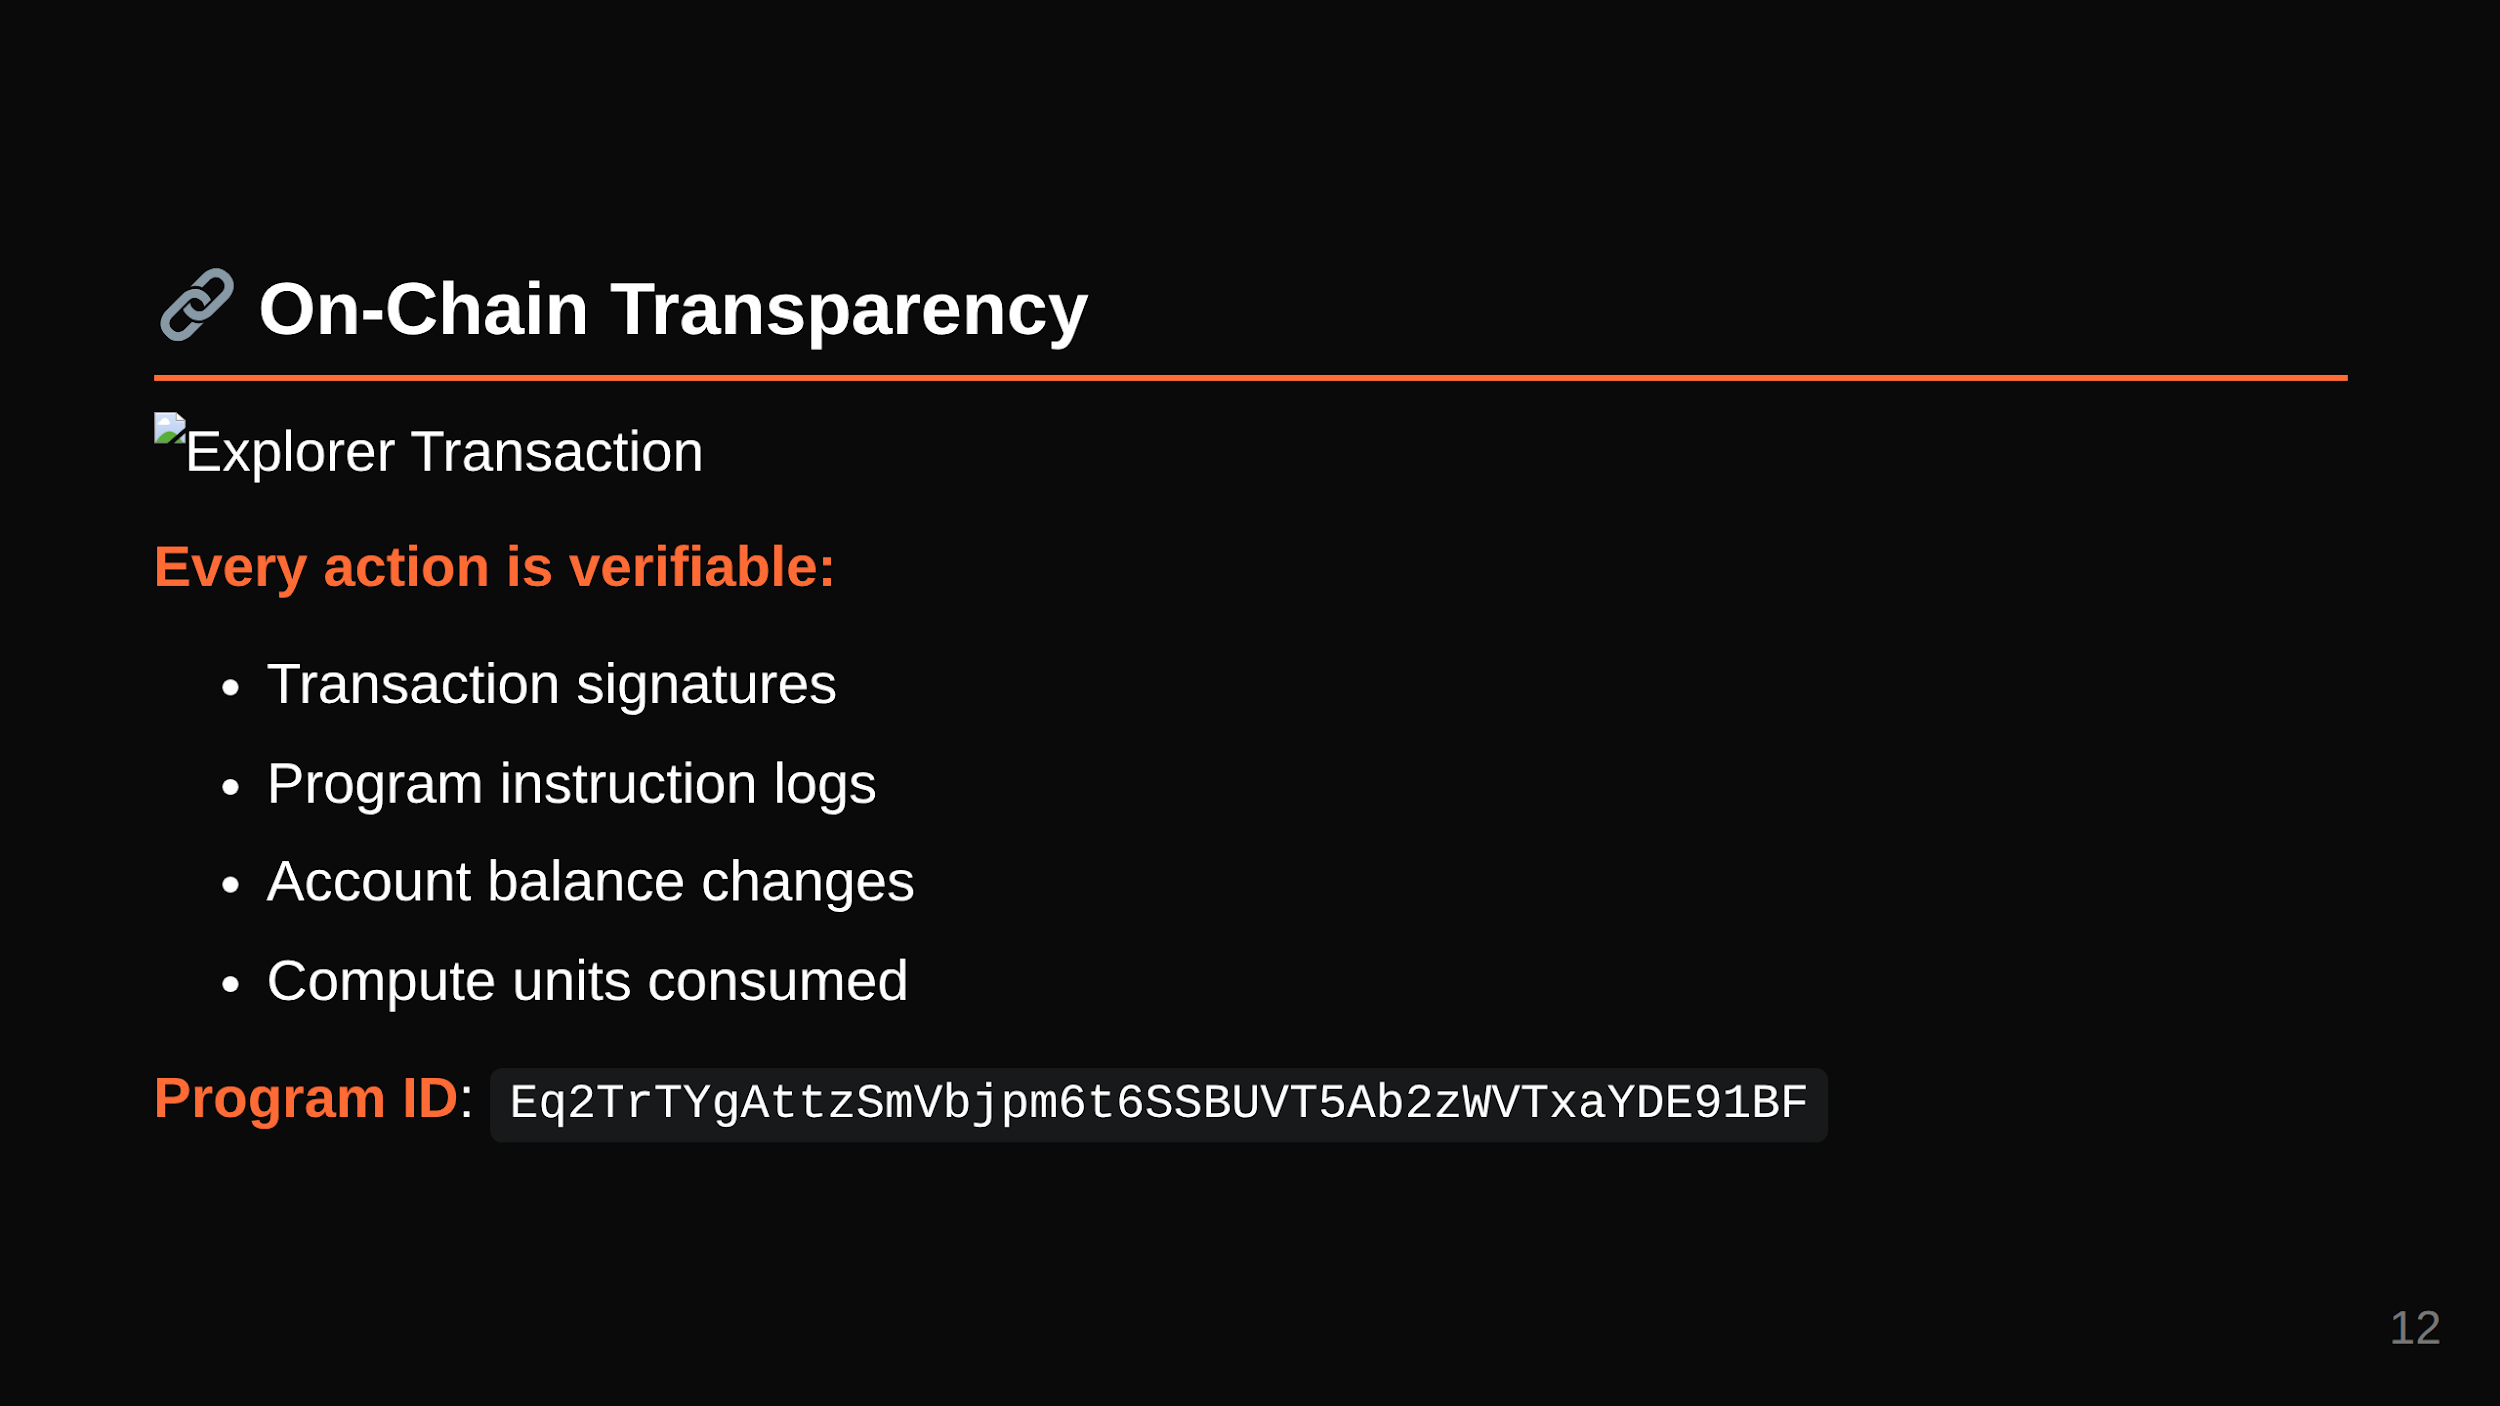 🔗 On-Chain Transparency
Explorer Transaction
Every action is verifiable:
• Transaction signatures
• Program instruction logs
• Account balance changes
• Compute units consumed
Program ID: Eq2TrTYgAttzSmVbjpm6t6SSBUVT5Ab2zWVTxaYDE91BF
12